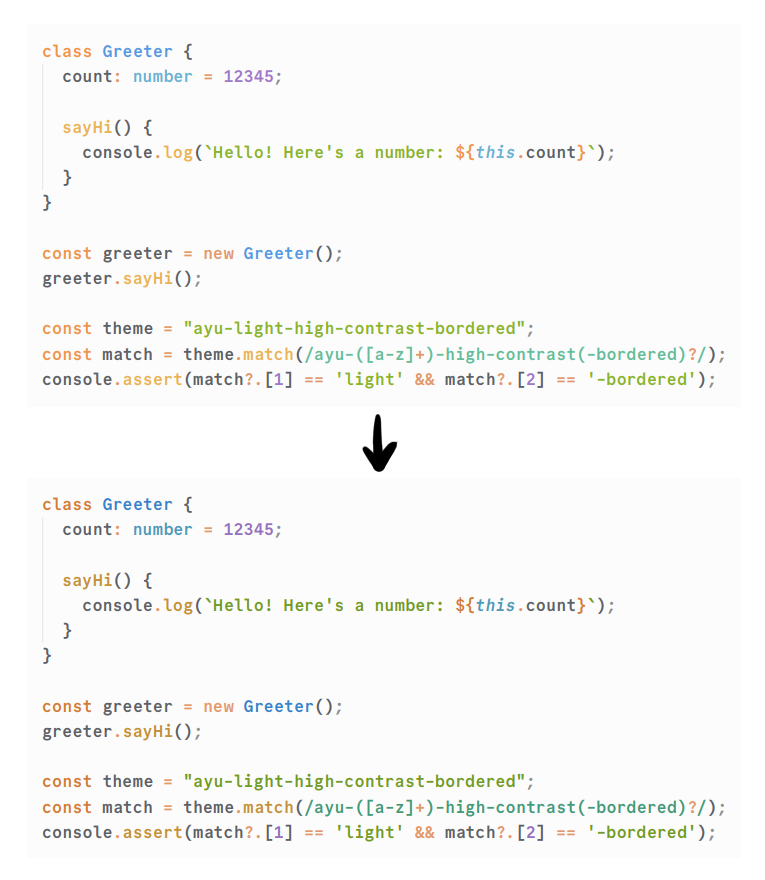 class Greeter {
  count: number = 12345;

  sayHi() {
    console.log(`Hello! Here's a number: ${this.count}`);
  }
}

const greeter = new Greeter();
greeter.sayHi();

const theme = "ayu-light-high-contrast-bordered";
const match = theme.match(/ayu-([a-z]+)-high-contrast(-bordered)?/);
console.assert(match?.[1] == 'light' && match?.[2] == '-bordered');

class Greeter {
  count: number = 12345;

  sayHi() {
    console.log(`Hello! Here's a number: ${this.count}`);
  }
}

const greeter = new Greeter();
greeter.sayHi();

const theme = "ayu-light-high-contrast-bordered";
const match = theme.match(/ayu-([a-z]+)-high-contrast(-bordered)?/);
console.assert(match?.[1] == 'light' && match?.[2] == '-bordered');